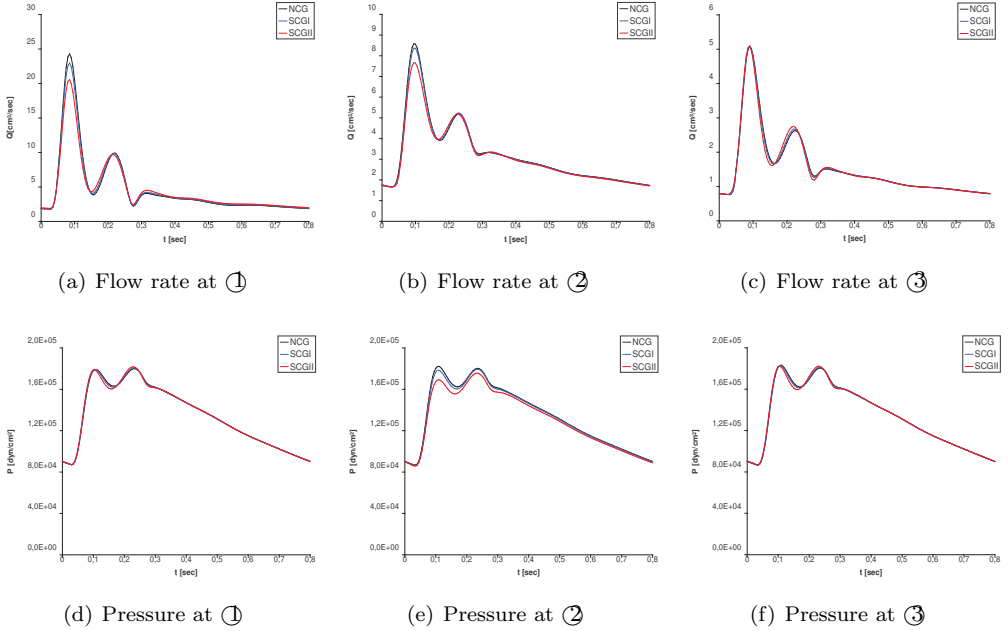 30
25
20
15
10
5
0
Q[cm³/sec]
0 0,1 0,2 0,3 0,4 0,5 0,6 0,7 0,8
t [sec]
NCG
SCGI
SCGII
(a) Flow rate at ①
10
9
8
7
6
5
4
3
2
1
0
Q [cm³/sec]
0 0,1 0,2 0,3 0,4 0,5 0,6 0,7 0,8
t [sec]
NCG
SCGI
SCGII
(b) Flow rate at ②
6
5
4
3
2
1
0
Q [cm³/sec]
0 0,1 0,2 0,3 0,4 0,5 0,6 0,7 0,8
t [sec]
NCG
SCGI
SCGII
(c) Flow rate at ③
2,0E+05
1,6E+05
1,2E+05
8,0E+04
4,0E+04
0,0E+00
P [dyn/cm²]
0 0,1 0,2 0,3 0,4 0,5 0,6 0,7 0,8
t [sec]
NCG
SCGI
SCGII
(d) Pressure at ①
2,0E+05
1,6E+05
1,2E+05
8,0E+04
4,0E+04
0,0E+00
P [dyn/cm²]
0 0,1 0,2 0,3 0,4 0,5 0,6 0,7 0,8
t [sec]
NCG
SCGI
SCGII
(e) Pressure at ②
2,0E+05
1,6E+05
1,2E+05
8,0E+04
4,0E+04
0,0E+00
P [dyn/cm²]
0 0,1 0,2 0,3 0,4 0,5 0,6 0,7 0,8
t [sec]
NCG
SCGI
SCGII
(f) Pressure at ③